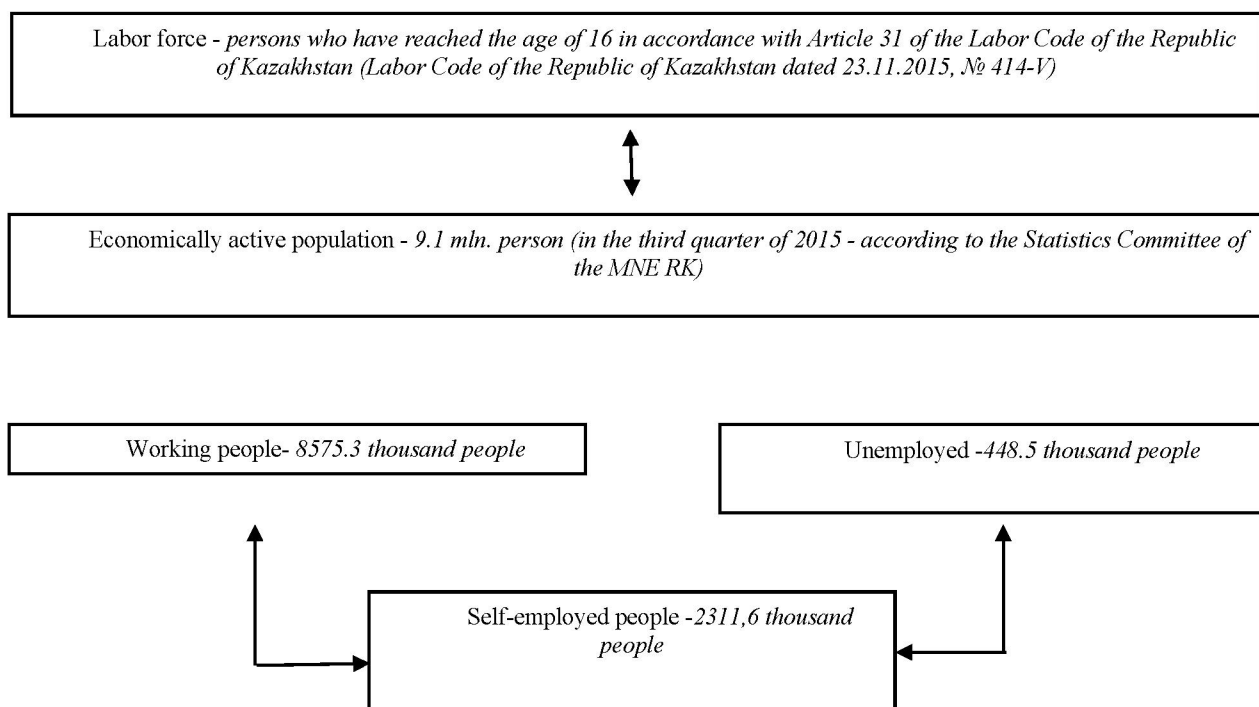 Labor force - persons who have reached the age of 16 in accordance with Article 31 of the Labor Code of the Republic
of Kazakhstan (Labor Code of the Republic of Kazakhstan dated 23.11.2015, № 414-V)
Economically active population - 9.1 mln. person (in the third quarter of 2015 - according to the Statistics Committee of
the MNE RK)
Working people- 8575.3 thousand people
Unemployed -448.5 thousand people
Self-employed people -2311,6 thousand
people